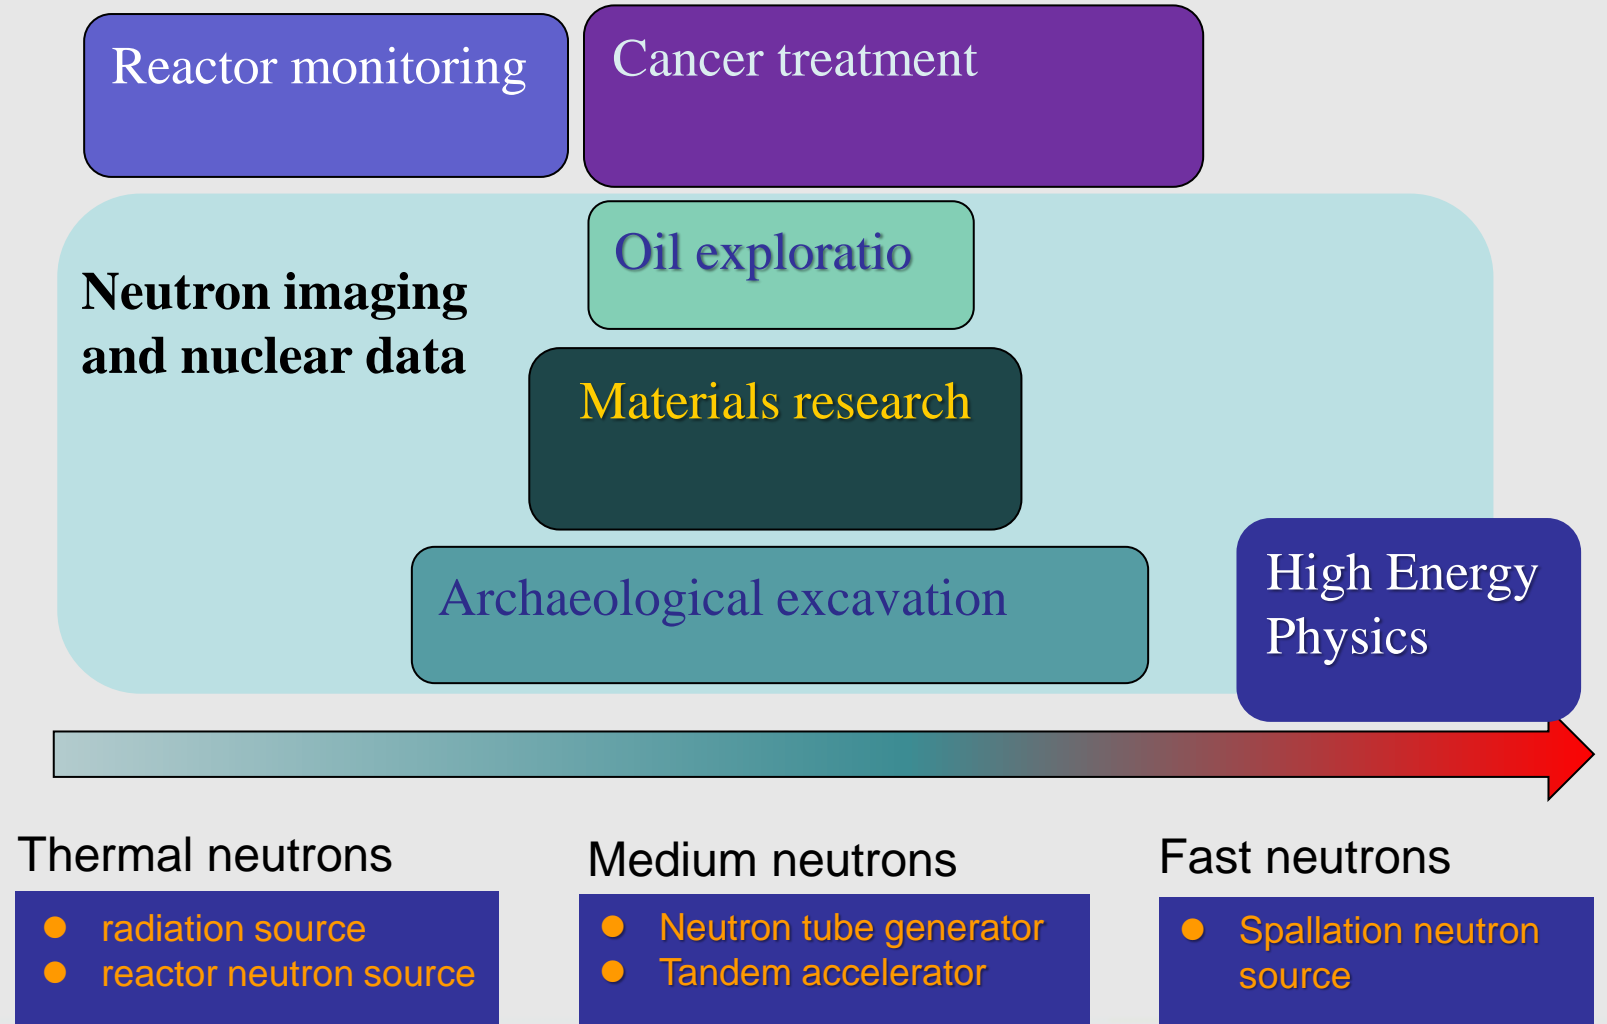 Reactor monitoring
Cancer treatment
Oil exploratio
Neutron imaging
and nuclear data
Materials research
Archaeological excavation
High Energy
Physics
Thermal neutrons
Medium neutrons
Fast neutrons
radiation source
reactor neutron source
Neutron tube generator
Tandem accelerator
Spallation neutron
source